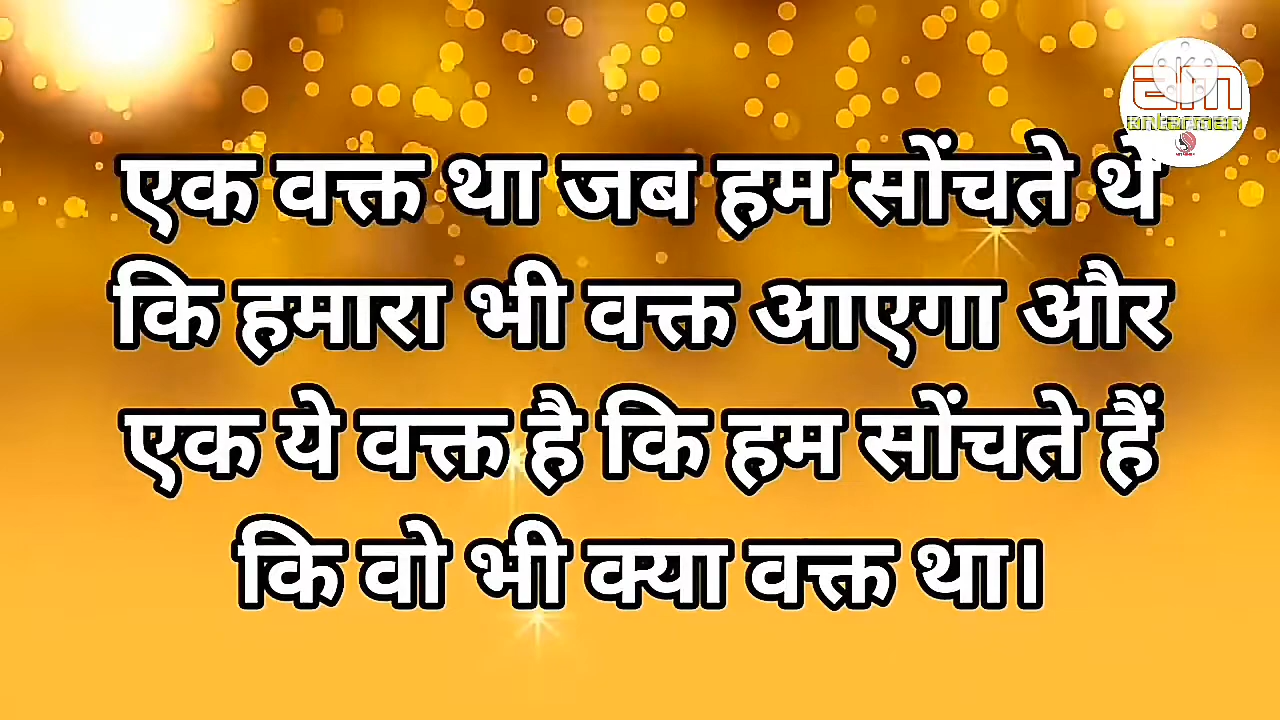 एक वक्त था जब हम सोंचते थे
कि हमारा भी वक्त आएगा और
एक ये वक्त है कि हम सोंचते हैं
कि वो भी क्या वक्त था।